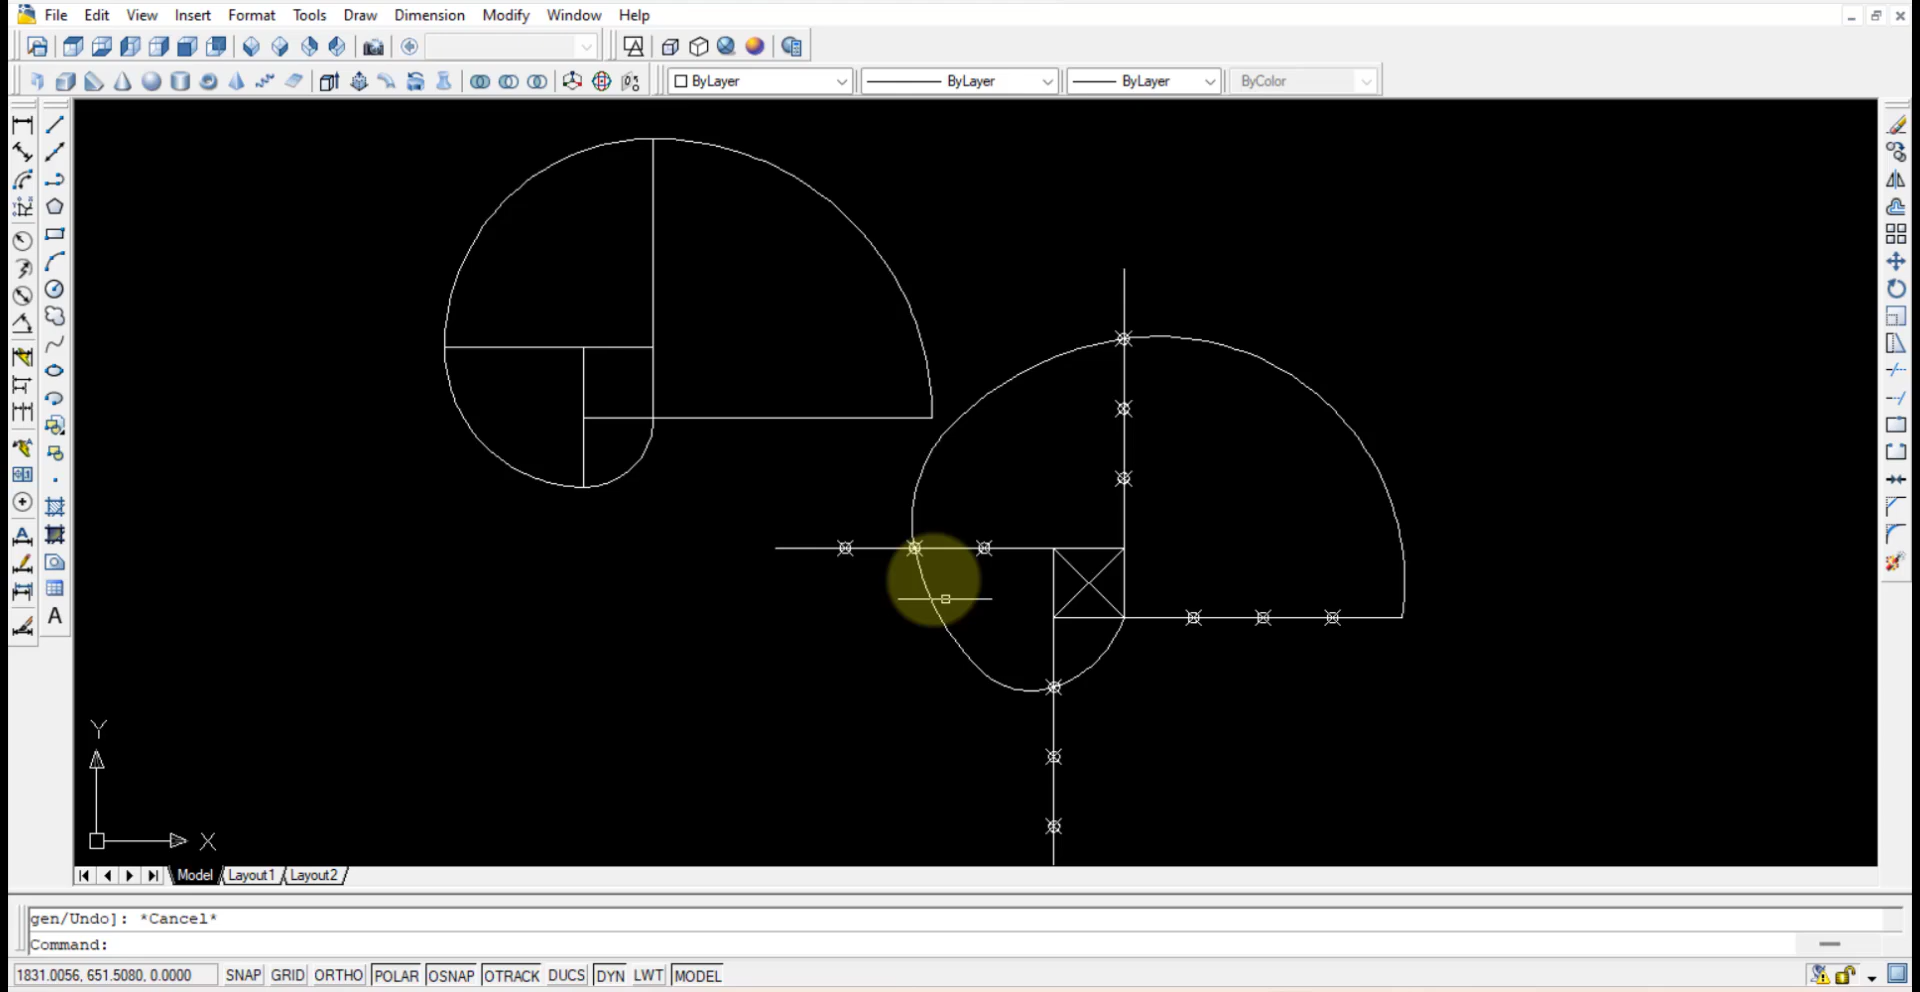 File Edit View Insert Format Tools Draw Dimension Modify Window Help
ByLayer ByLayer ByLayer ByColor
A
A
Y
X
Model Layout1 Layout2
gen/Undo]: *Cancel*
Command:
1831.0056, 651.5080, 0.0000 SNAP GRID ORTHO POLAR OSNAP OTRACK DUCS DYN LWT MODEL